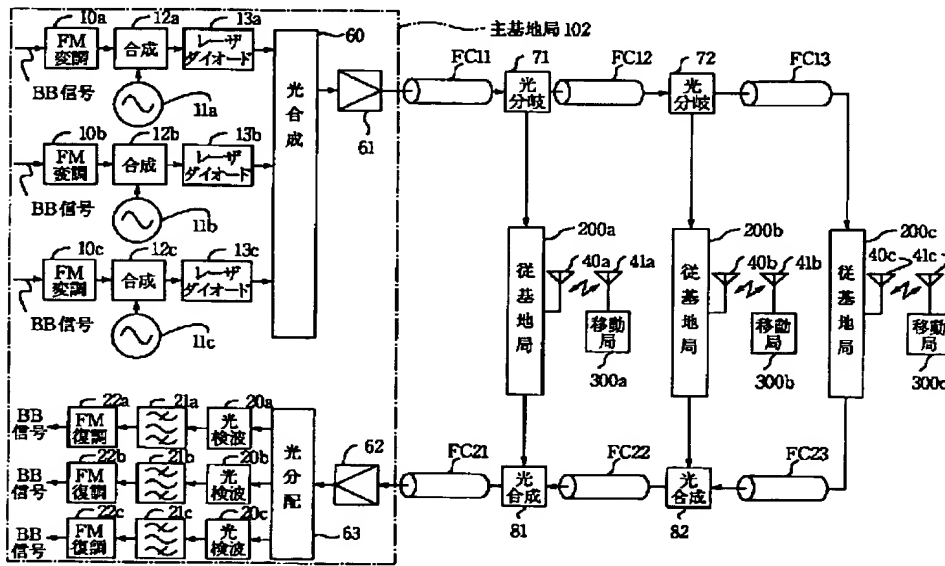 10a
12a
13a
60
主基地局102
FM
変調
合成
レーザ
ダイオード
BB信号
11a
光合成
61
FC11
71
光分岐
FC12
72
光分岐
FC13
10b
12b
13b
FM
変調
合成
レーザ
ダイオード
BB信号
11b
10c
12c
13c
FM
変調
合成
レーザ
ダイオード
BB信号
11c
200a
従基地局
40a
41a
移動局
300a
200b
従基地局
40b
41b
移動局
300b
200c
従基地局
40c
41c
移動局
300c
22a
21a
20a
BB
信号
FM
復調
光
検波
22b
21b
20b
BB
信号
FM
復調
光
検波
22c
21c
20c
BB
信号
FM
復調
光
検波
光分配
63
62
FC21
光合成
81
FC22
光合成
82
FC23